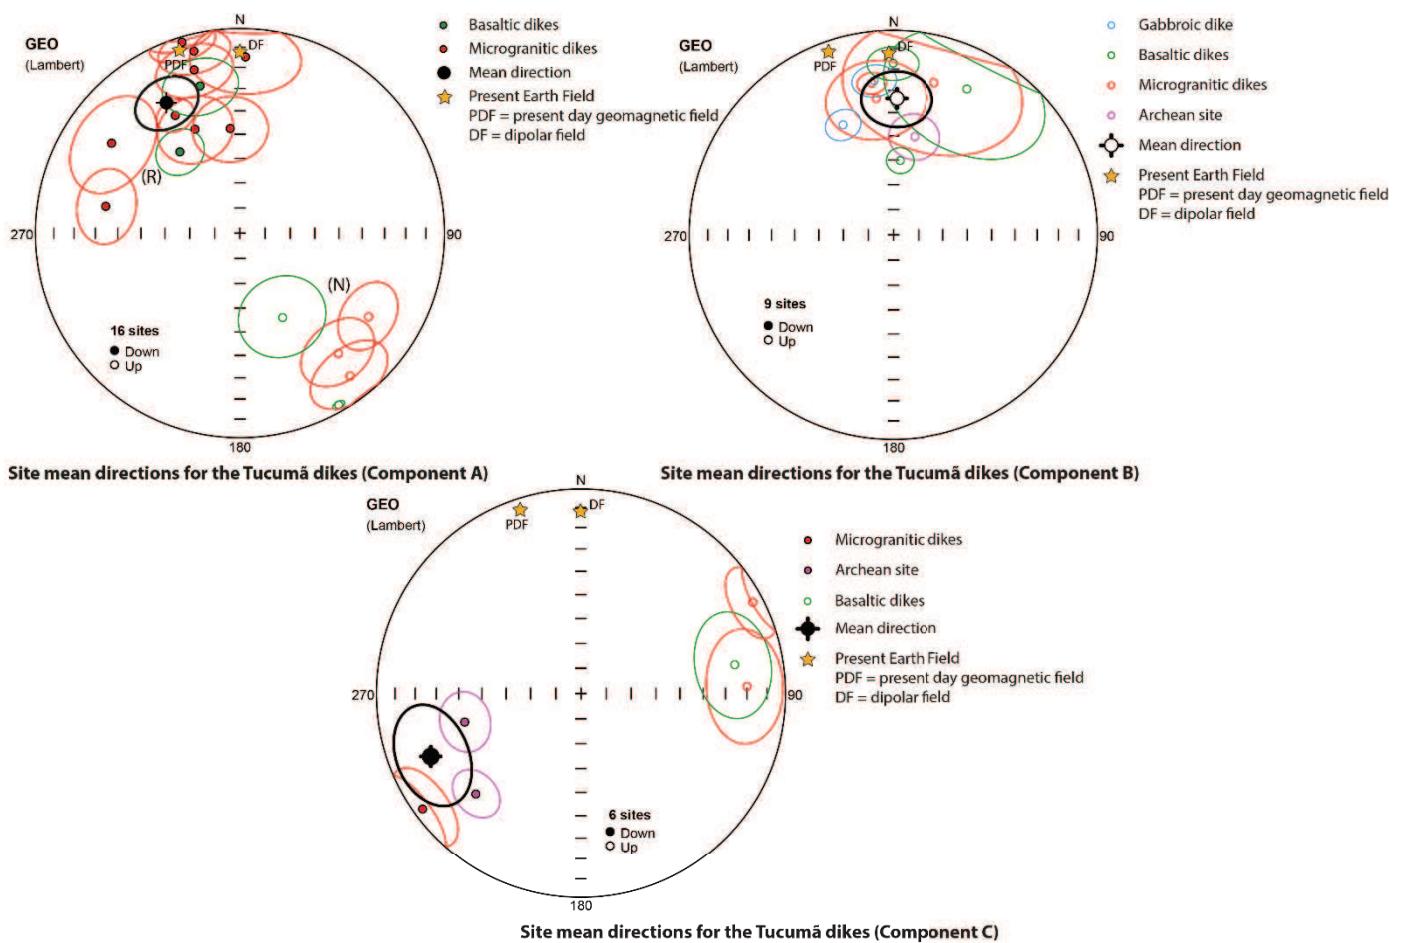 N
GEO
(Lambert)
PDF
DF
(R)
270
90
(N)
16 sites
Down
Up
180
Basaltic dikes
Microgranitic dikes
Mean direction
Present Earth Field
PDF = present day geomagnetic field
DF = dipolar field
Site mean directions for the Tucumã dikes (Component A)
N
GEO
(Lambert)
PDF
DF
270
90
9 sites
Down
Up
180
Gabbroic dike
Basaltic dikes
Microgranitic dikes
Archean site
Mean direction
Present Earth Field
PDF = present day geomagnetic field
DF = dipolar field
Site mean directions for the Tucumã dikes (Component B)
N
GEO
(Lambert)
PDF
DF
270
90
6 sites
Down
Up
180
Microgranitic dikes
Archean site
Basaltic dikes
Mean direction
Present Earth Field
PDF = present day geomagnetic field
DF = dipolar field
Site mean directions for the Tucumã dikes (Component C)